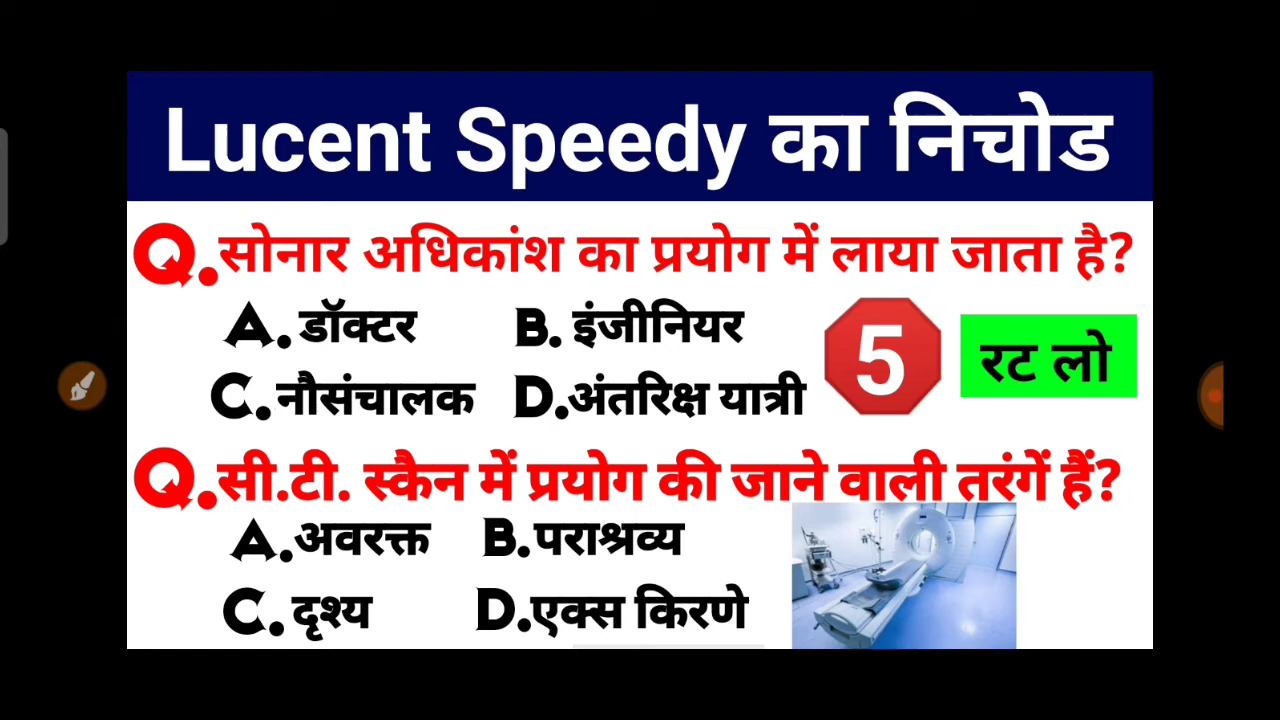 Lucent Speedy का निचोड
Q.सोनार अधिकांश का प्रयोग में लाया जाता है?
A.डॉक्टर B. इंजीनियर
C.नौसंचालक D.अंतरिक्ष यात्री
5 रट लो
Q.सी.टी. स्कैन में प्रयोग की जाने वाली तरंगें हैं?
A.अवरक्त B.पराश्रव्य
C.दृश्य D.एक्स किरणे